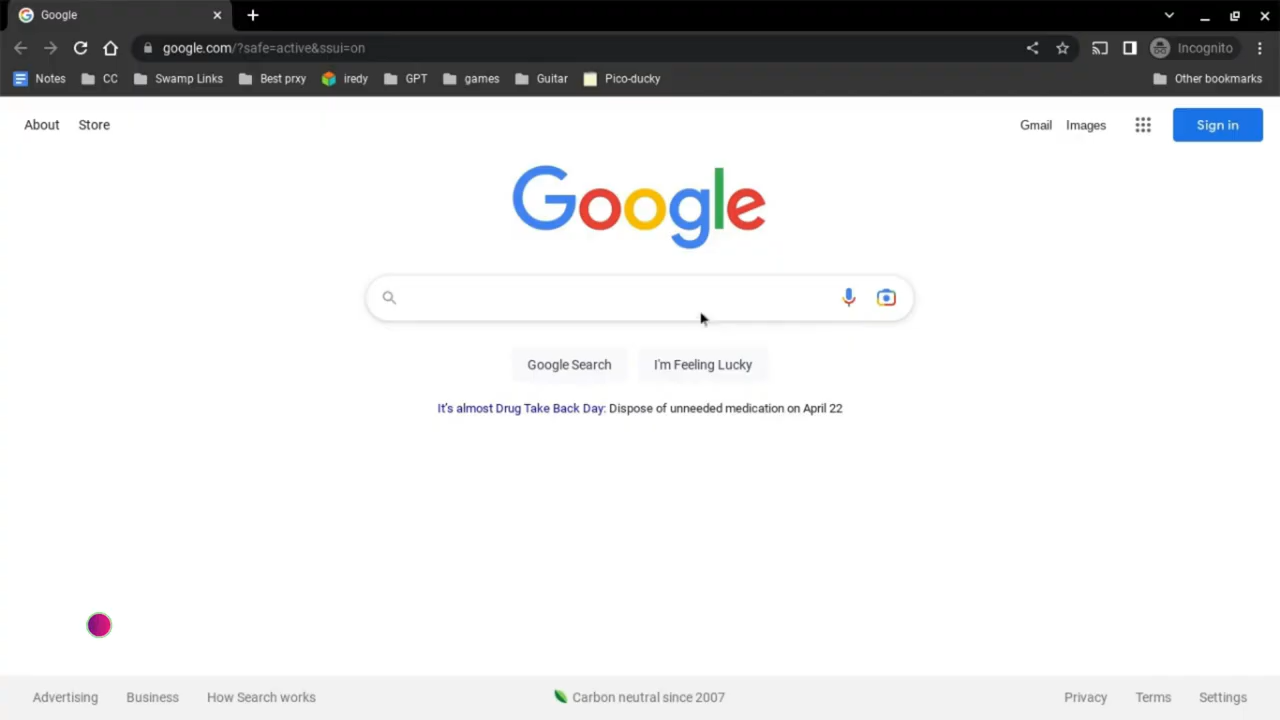 Google
google.com/?safe=active&ssui=on
Incognito
Notes CC Swamp Links Best prxy iredy GPT games Guitar Pico-ducky Other bookmarks
About Store Gmail Images Sign in
Google
Google Search I'm Feeling Lucky
It's almost Drug Take Back Day: Dispose of unneeded medication on April 22
Advertising Business How Search works Carbon neutral since 2007 Privacy Terms Settings